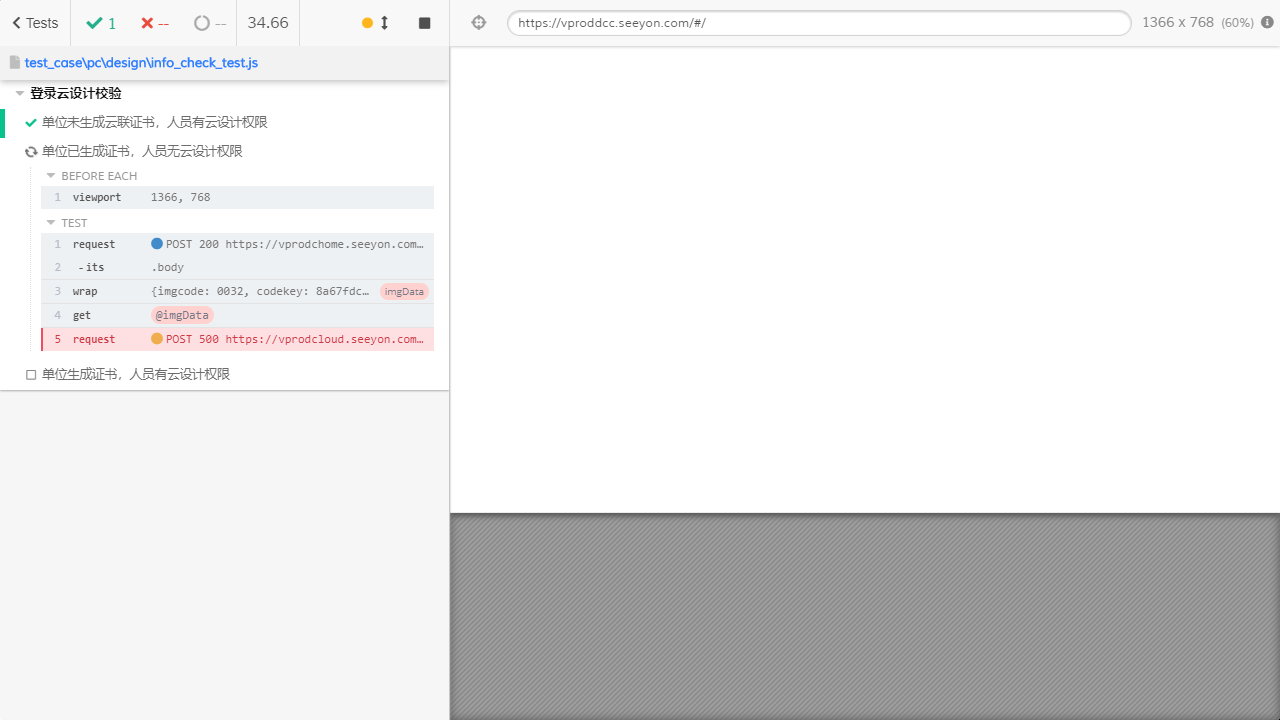 Tests 1 -- -- 34.66 https://vproddcc.seeyon.com/#/ 1366 x 768 (60%)
test_case\pc\design\info_check_test.js
登录云设计校验
单位未生成云联证书，人员有云设计权限
单位已生成证书，人员无云设计权限
BEFORE EACH
1 viewport 1366, 768
TEST
1 request POST 200 https://vprodchome.seeyon.com…
2 -its .body
3 wrap {imgcode: 0032, codekey: 8a67fdc… imgData
4 get @imgData
5 request POST 500 https://vprodcloud.seeyon.com…
单位生成证书，人员有云设计权限